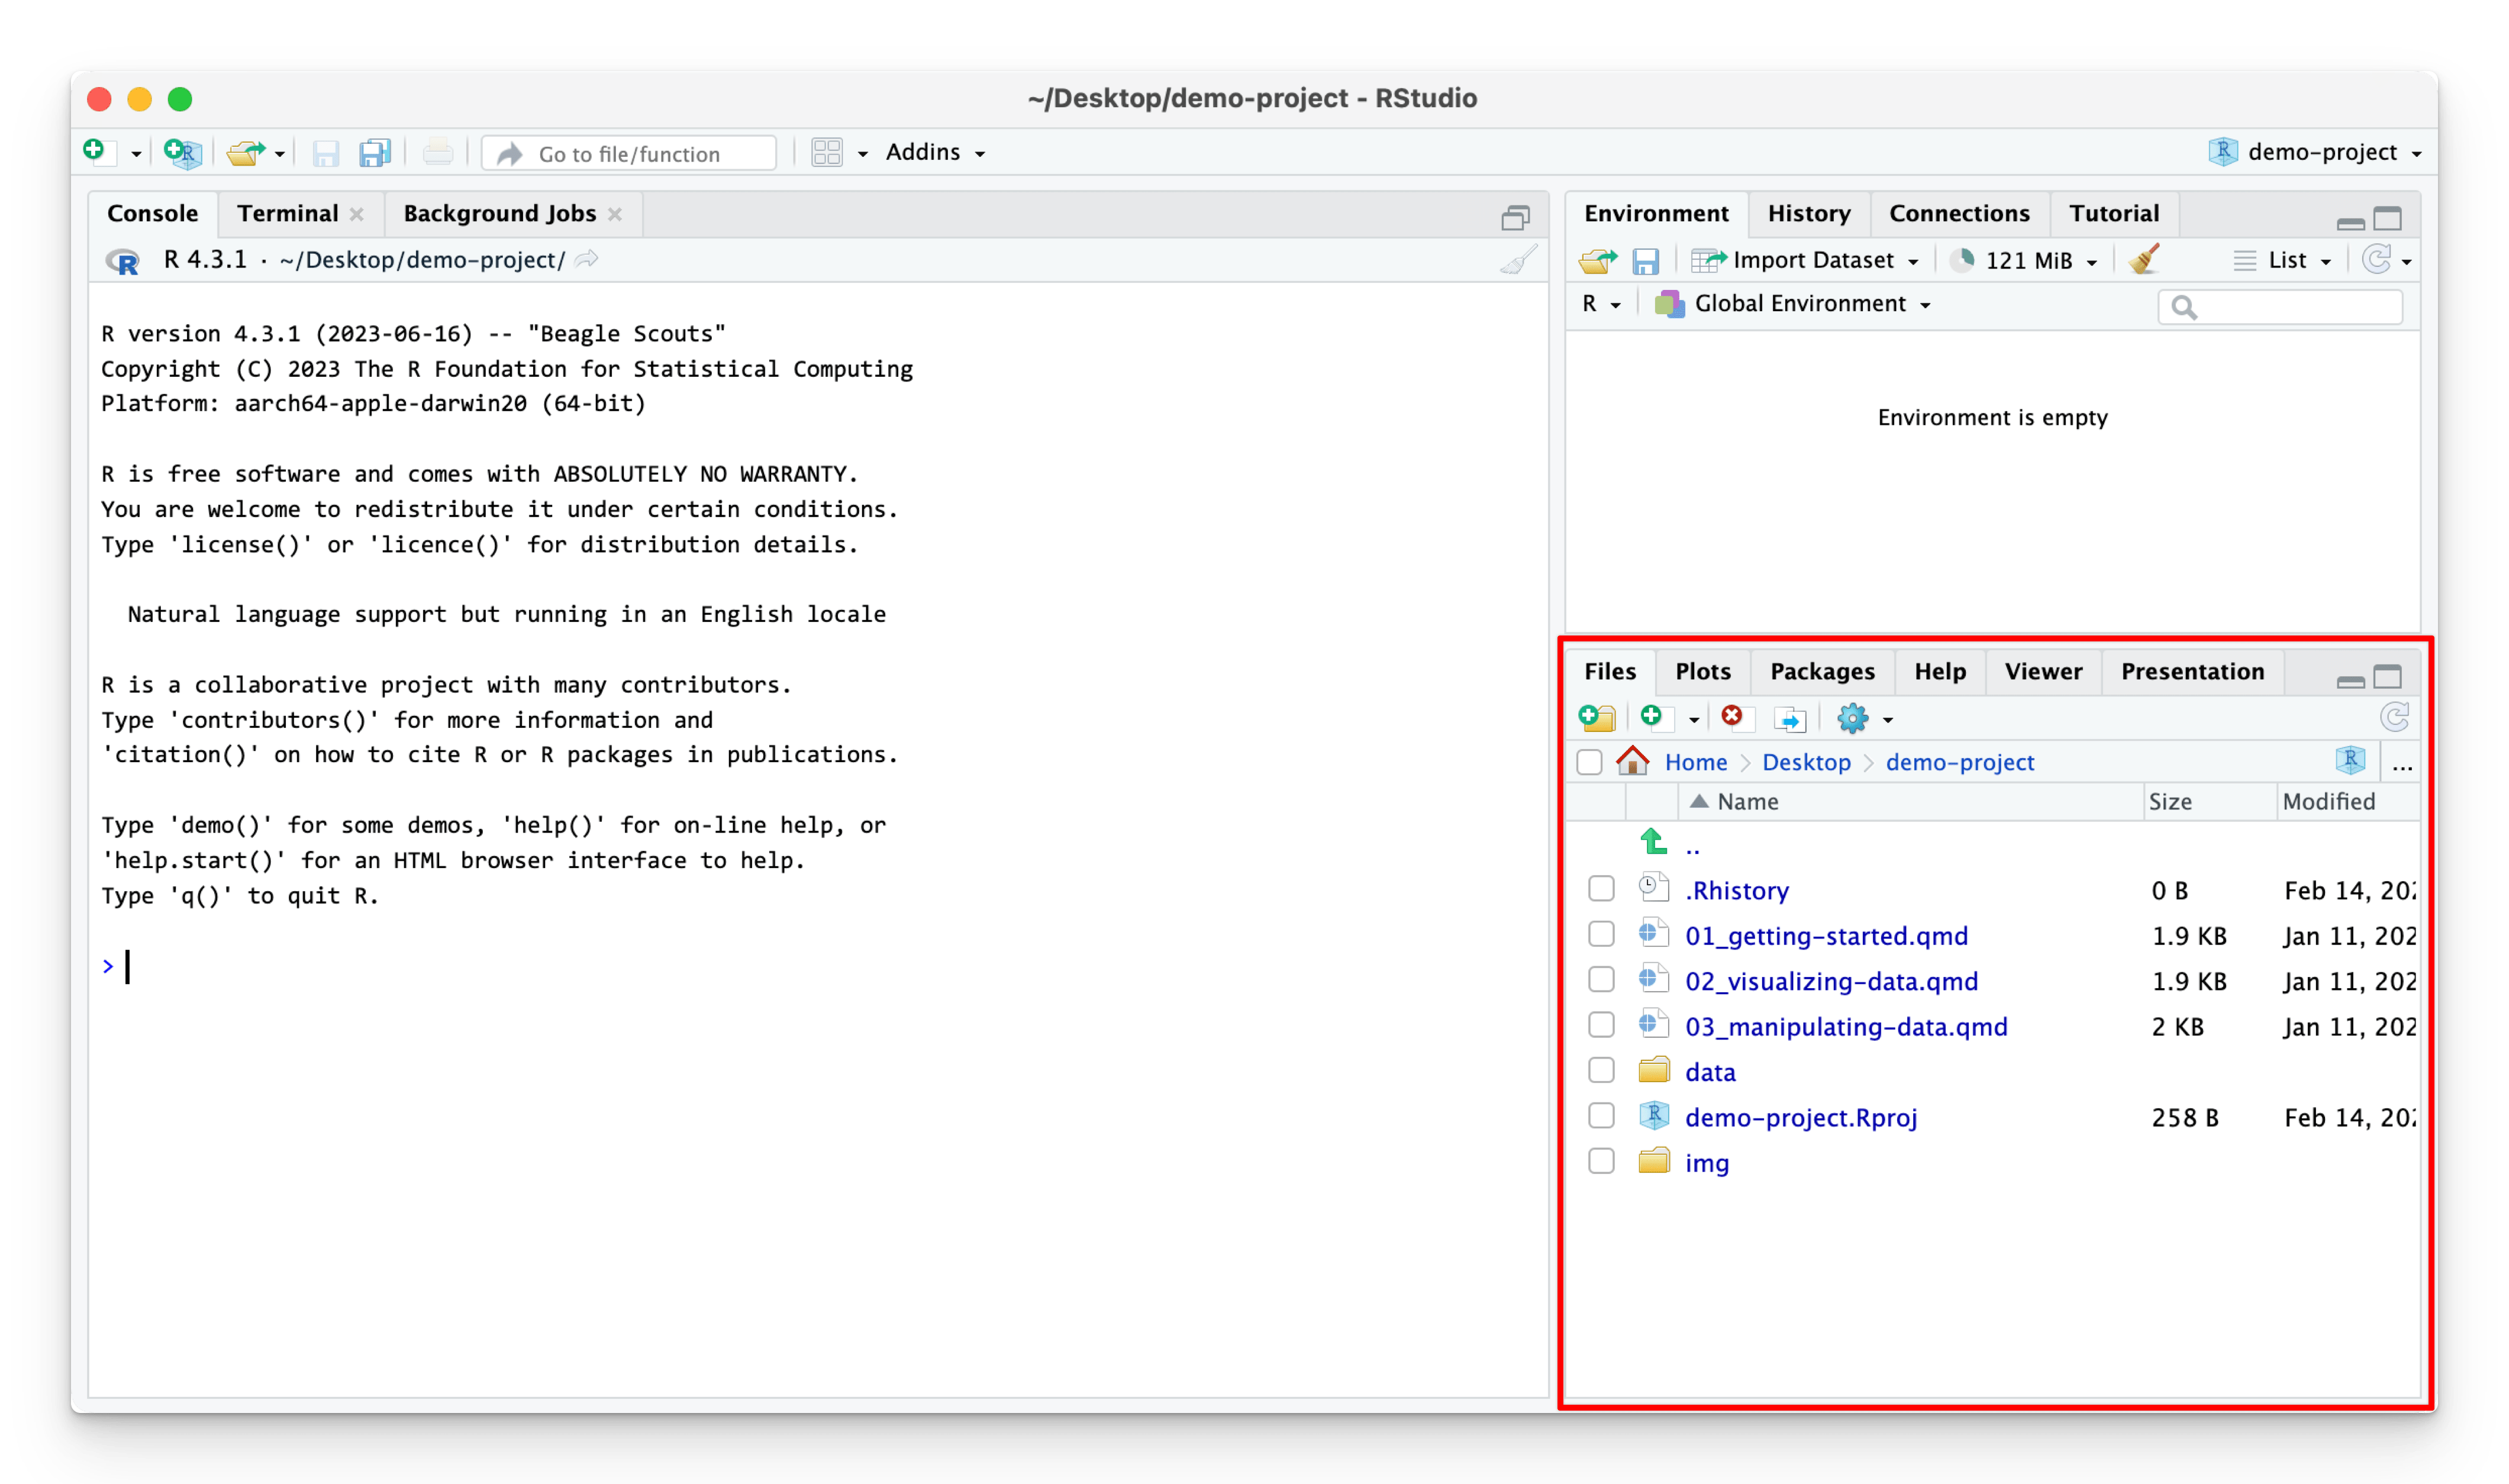 ~/Desktop/demo-project - RStudio
Go to file/function
Addins
demo-project
Console Terminal Background Jobs
R 4.3.1 · ~/Desktop/demo-project/
R version 4.3.1 (2023-06-16) -- "Beagle Scouts"
Copyright (C) 2023 The R Foundation for Statistical Computing
Platform: aarch64-apple-darwin20 (64-bit)
R is free software and comes with ABSOLUTELY NO WARRANTY.
You are welcome to redistribute it under certain conditions.
Type 'license()' or 'licence()' for distribution details.
Natural language support but running in an English locale
R is a collaborative project with many contributors.
Type 'contributors()' for more information and
'citation()' on how to cite R or R packages in publications.
Type 'demo()' for some demos, 'help()' for on-line help, or
'help.start()' for an HTML browser interface to help.
Type 'q()' to quit R.
>
Environment History Connections Tutorial
Import Dataset 121 MiB List
R Global Environment
Environment is empty
Files Plots Packages Help Viewer Presentation
Home Desktop demo-project ...
Name Size Modified
..
.Rhistory 0 B Feb 14, 202
01_getting-started.qmd 1.9 KB Jan 11, 202
02_visualizing-data.qmd 1.9 KB Jan 11, 202
03_manipulating-data.qmd 2 KB Jan 11, 202
data
demo-project.Rproj 258 B Feb 14, 202
img